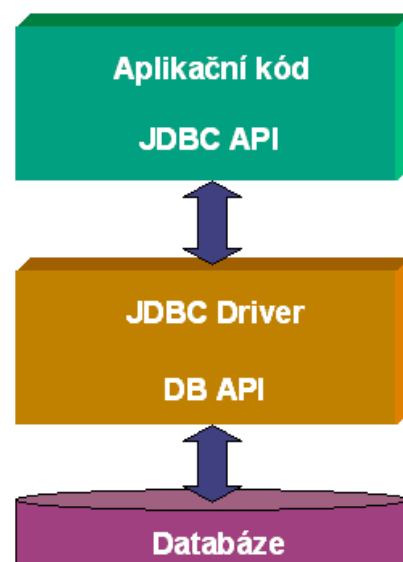 Aplikační kód
JDBC API
JDBC Driver
DB API
Databáze